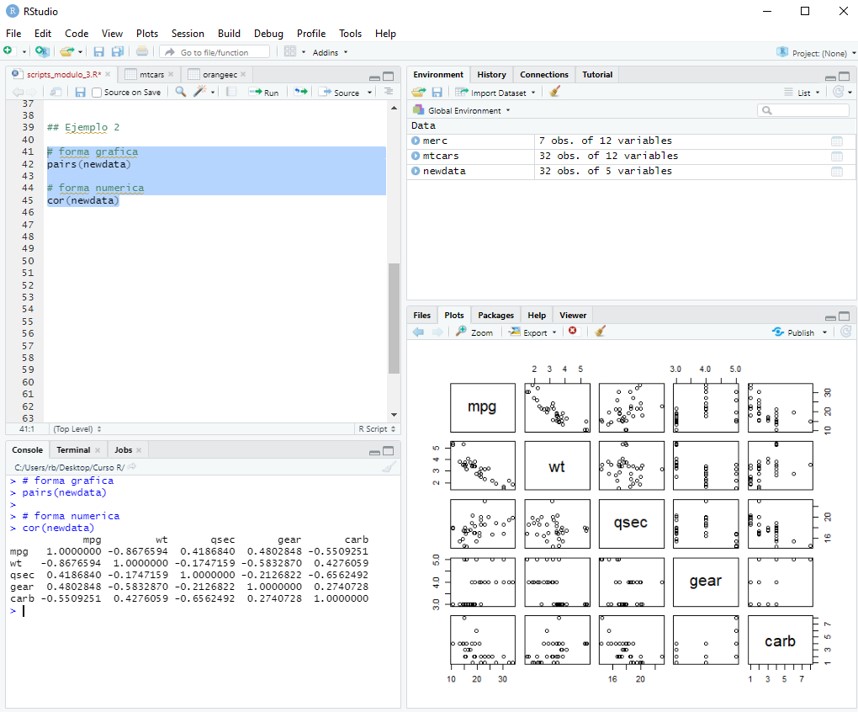 RStudio
File Edit Code View Plots Session Build Debug Profile Tools Help
Go to file/function Addins Project: (None)
scripts_modulo_3.R* mtcars orangeec
Source on Save Run Source
37
38
39 ## Ejemplo 2
40
41 # forma grafica
42 pairs(newdata)
43
44 # forma numerica
45 cor(newdata)
46
47
48
49
50
51
52
53
54
55
56
57
58
59
60
61
62
63
41:1 (Top Level) R Script
Console Terminal Jobs
C:/Users/rb/Desktop/Curso R/
> # forma grafica
> pairs(newdata)
>
> # forma numerica
> cor(newdata)
mpg wt qsec gear carb
mpg 1.0000000 -0.8676594 0.4186840 0.4802848 -0.5509251
wt -0.8676594 1.0000000 -0.1747159 -0.5832870 0.4276059
qsec 0.4186840 -0.1747159 1.0000000 -0.2126822 -0.6562492
gear 0.4802848 -0.5832870 -0.2126822 1.0000000 0.2740728
carb -0.5509251 0.4276059 -0.6562492 0.2740728 1.0000000
>
Environment History Connections Tutorial
Import Dataset List
Global Environment
Data
merc 7 obs. of 12 variables
mtcars 32 obs. of 12 variables
newdata 32 obs. of 5 variables
Files Plots Packages Help Viewer
Zoom Export Publish
2 3 4 5 3.0 4.0 5.0
mpg
10 20 30
2 3 4 5
wt
qsec
16 20
3.0 4.0 5.0
gear
carb
1 3 5 7
10 20 30 16 20 1 3 5 7